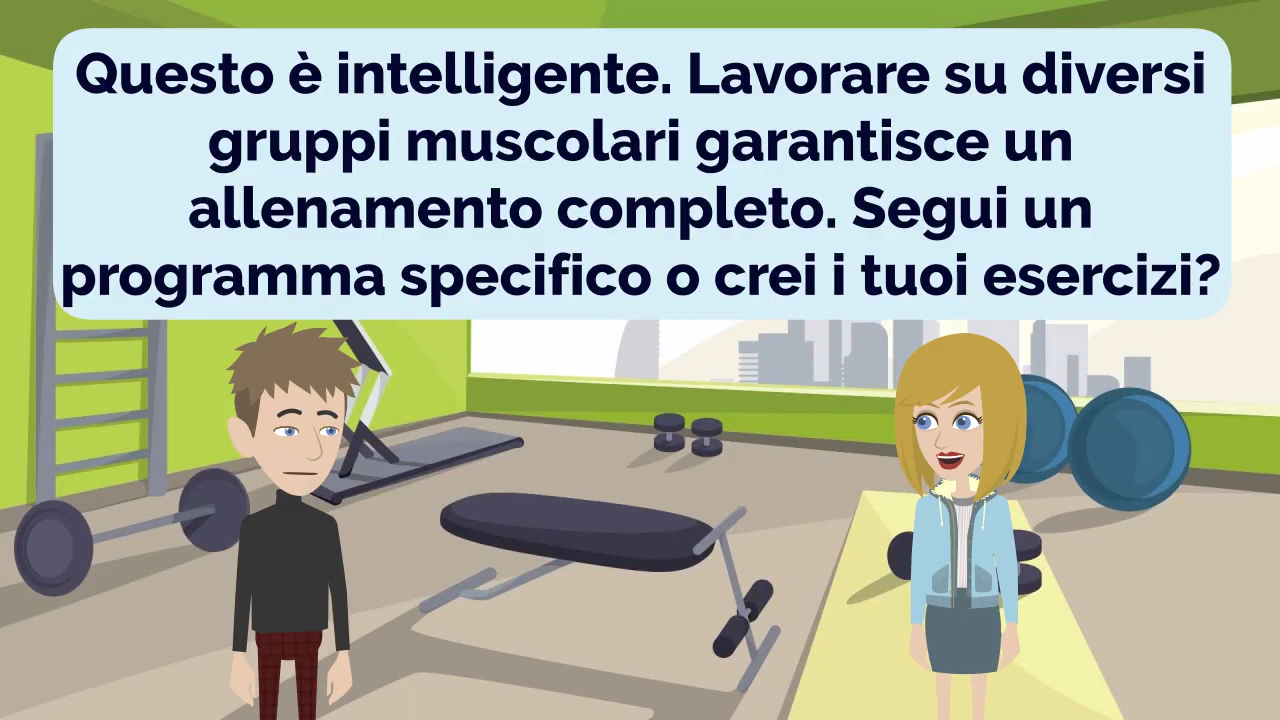 Questo è intelligente. Lavorare su diversi
gruppi muscolari garantisce un
allenamento completo. Segui un
programma specifico o crei i tuoi esercizi?